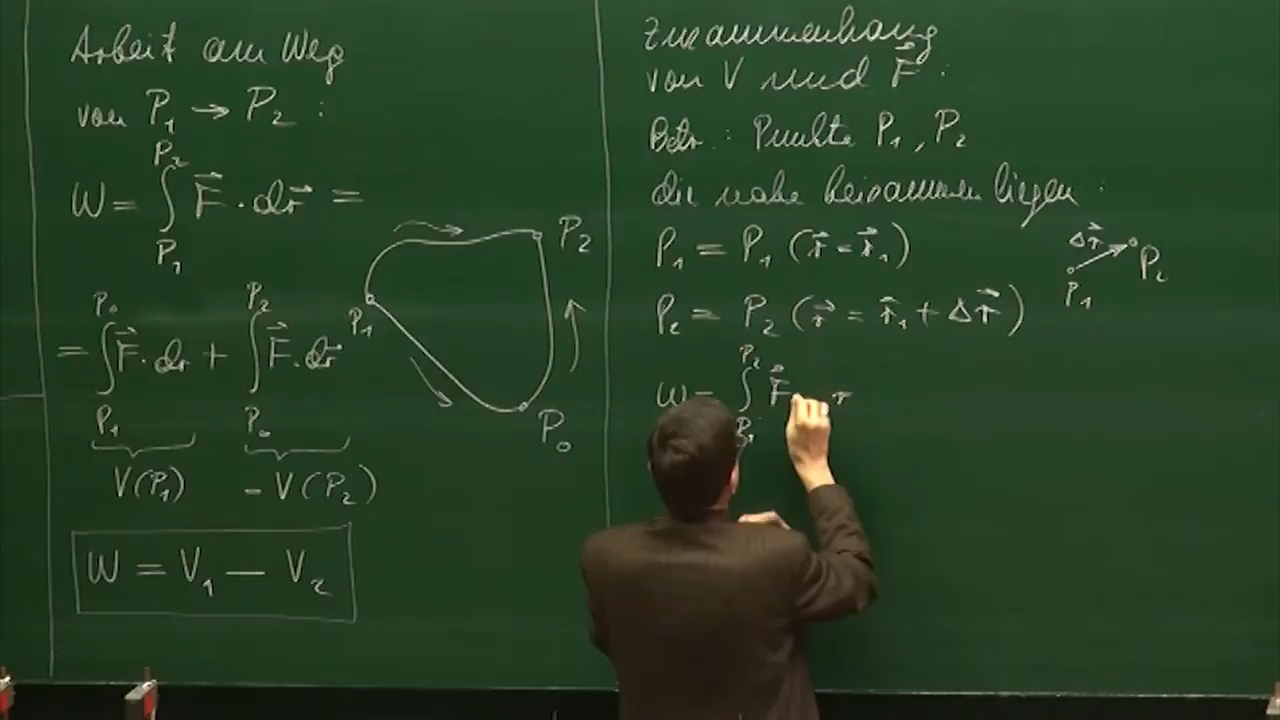 Arbeit am Weg
von P₁ → P₂ :
W = ∫_{P₁}^{P₂} F⃗ · dr⃗ =
= ∫_{P₁}^{P₀} F⃗ · dr + ∫_{P₀}^{P₂} F⃗ · dr⃗
V(P₁) - V(P₂)
W = V₁ - V₂
P₁
P₂
P₀
Zusammenhang
von V und F⃗ :
Betr. : Punkte P₁ , P₂
die nahe beisammen liegen :
P₁ = P₁ (r⃗ = r⃗₁)
P₂ = P₂ (r⃗ = r⃗₁ + Δr⃗)
Δr⃗
P₁
P₂
W = ∫_{P₁}^{P₂} F⃗ r